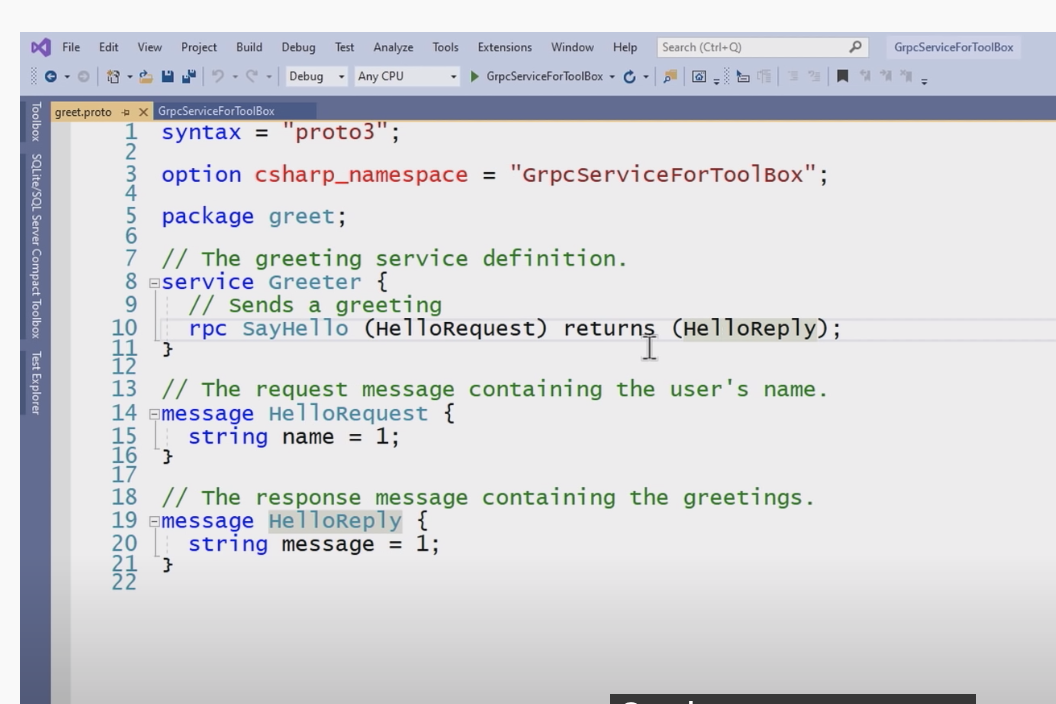 File Edit View Project Build Debug Test Analyze Tools Extensions Window Help Search (Ctrl+Q) GrpcServiceForToolBox
Debug Any CPU GrpcServiceForToolBox
Toolbox
SQLite/SQL Server Compact Toolbox
Test Explorer
greet.proto GrpcServiceForToolBox
1 syntax = "proto3";
2
3 option csharp_namespace = "GrpcServiceForToolBox";
4
5 package greet;
6
7 // The greeting service definition.
8 service Greeter {
9 // Sends a greeting
10 rpc SayHello (HelloRequest) returns (HelloReply);
11 }
12
13 // The request message containing the user's name.
14 message HelloRequest {
15 string name = 1;
16 }
17
18 // The response message containing the greetings.
19 message HelloReply {
20 string message = 1;
21 }
22